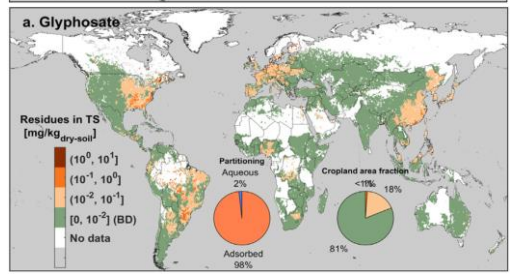 a. Glyphosate
Residues in TS
[mg/kg dry-soil]
(10⁰, 10¹]
(10⁻¹, 10⁰]
(10⁻², 10⁻¹]
[0, 10⁻²] (BD)
No data
Partitioning
Aqueous
2%
Adsorbed
98%
Cropland area fraction
18%
81%